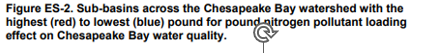 Figure ES-2. Sub-basins across the Chesapeake Bay watershed with the
highest (red) to lowest (blue) pound for pound nitrogen pollutant loading
effect on Chesapeake Bay water quality.